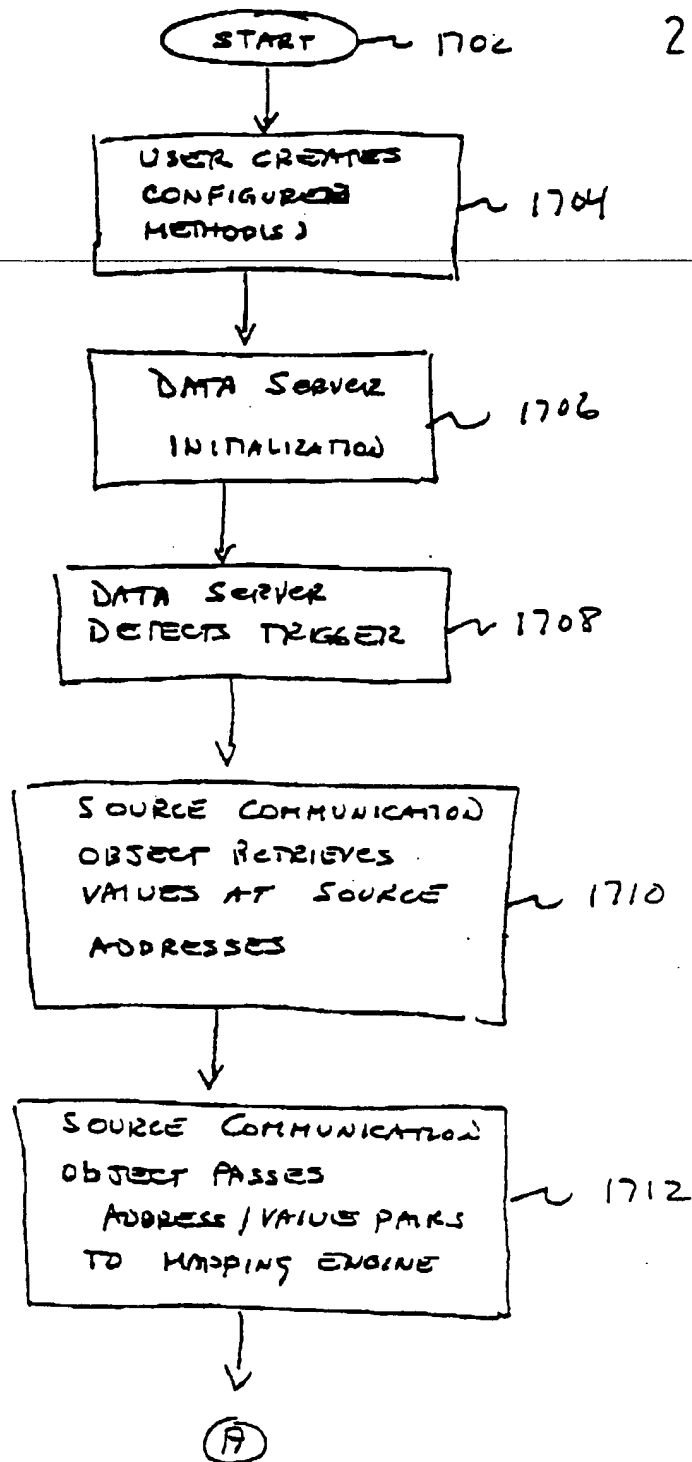 START 1702 2
USER CREATES
CONFIGURED
METHOD(S)
1704
DATA SERVER
INITIALIZATION
1706
DATA SERVER
DETECTS TRIGGER
1708
SOURCE COMMUNICATION
OBJECT RETRIEVES
VALUES AT SOURCE
ADDRESSES
1710
SOURCE COMMUNICATION
OBJECT PASSES
ADDRESS/VALUE PAIRS
TO MAPPING ENGINE
1712
A